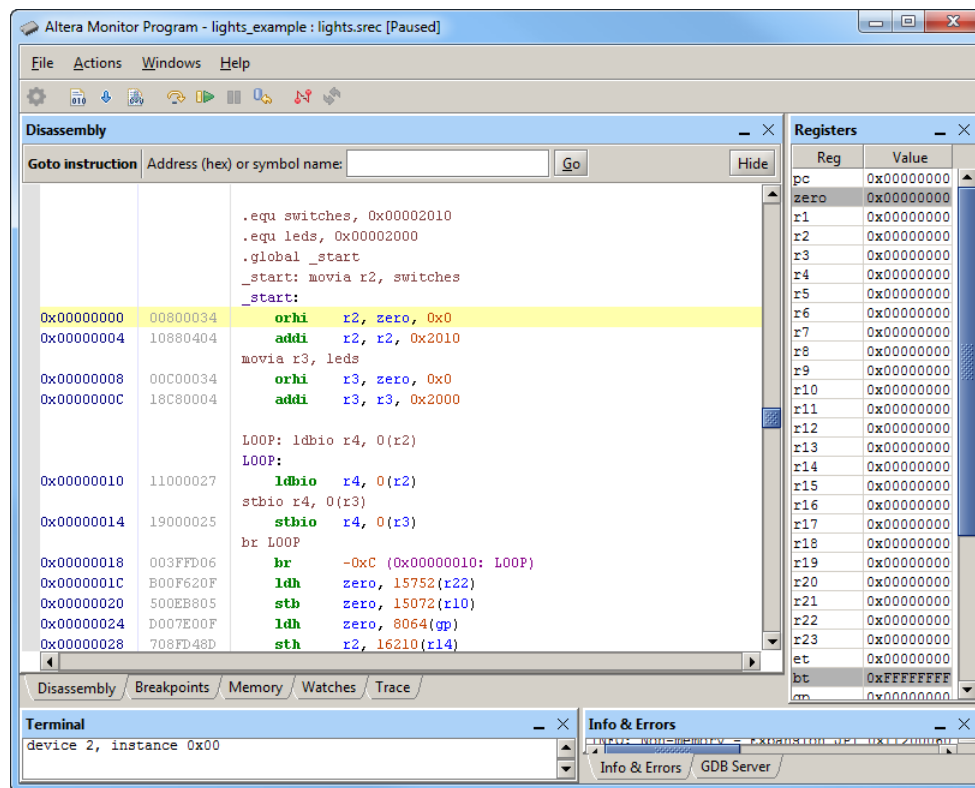 Altera Monitor Program - lights_example : lights.srec [Paused]
File Actions Windows Help
Disassembly
Goto instruction Address (hex) or symbol name: Go Hide
.equ switches, 0x00002010
.equ leds, 0x00002000
.global _start
_start: movia r2, switches
_start:
0x00000000 00800034 orhi r2, zero, 0x0
0x00000004 10880404 addi r2, r2, 0x2010
movia r3, leds
0x00000008 00C00034 orhi r3, zero, 0x0
0x0000000C 18C80004 addi r3, r3, 0x2000
LOOP: ldbio r4, 0(r2)
LOOP:
0x00000010 11000027 ldbio r4, 0(r2)
stbio r4, 0(r3)
0x00000014 19000025 stbio r4, 0(r3)
br LOOP
0x00000018 003FFD06 br -0xC (0x00000010: LOOP)
0x0000001C B00F620F ldh zero, 15752(r22)
0x00000020 500EB805 stb zero, 15072(r10)
0x00000024 D007E00F ldh zero, 8064(gp)
0x00000028 708FD48D sth r2, 16210(r14)
Disassembly Breakpoints Memory Watches Trace
Registers
Reg Value
pc 0x00000000
zero 0x00000000
r1 0x00000000
r2 0x00000000
r3 0x00000000
r4 0x00000000
r5 0x00000000
r6 0x00000000
r7 0x00000000
r8 0x00000000
r9 0x00000000
r10 0x00000000
r11 0x00000000
r12 0x00000000
r13 0x00000000
r14 0x00000000
r15 0x00000000
r16 0x00000000
r17 0x00000000
r18 0x00000000
r19 0x00000000
r20 0x00000000
r21 0x00000000
r22 0x00000000
r23 0x00000000
et 0x00000000
bt 0xFFFFFFFF
gp 0x00000000
Terminal
device 2, instance 0x00
Info & Errors
INFO: Non-memory - Expansion
Info & Errors GDB Server